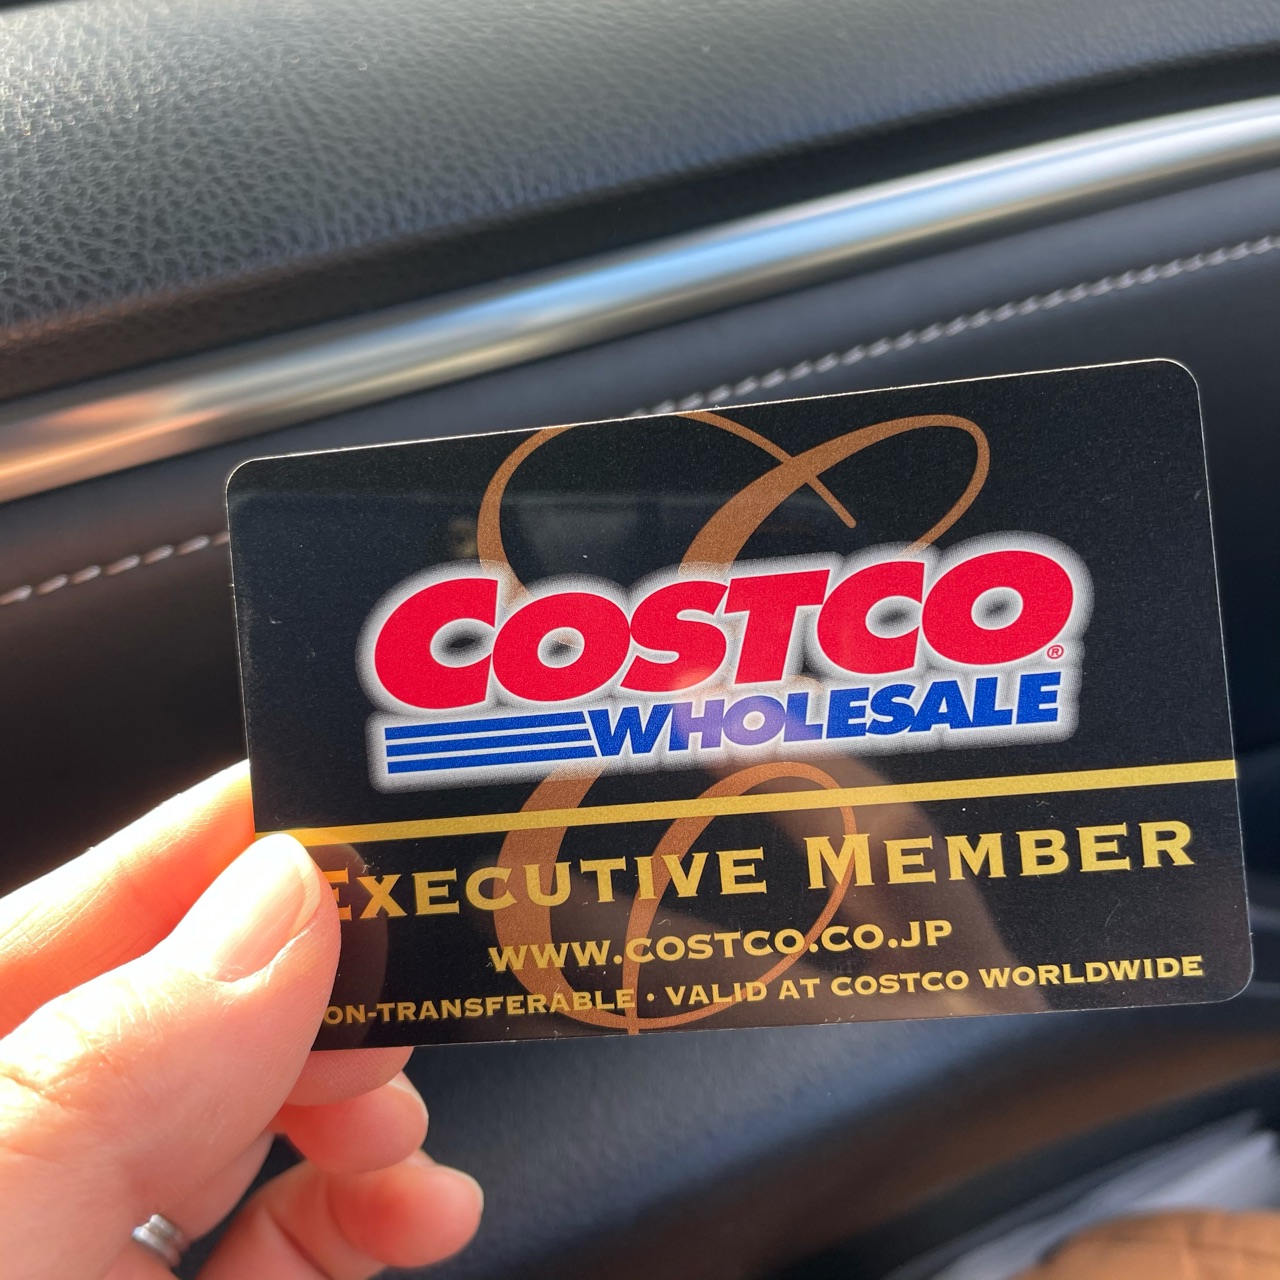 COSTCO®
WHOLESALE
EXECUTIVE MEMBER
WWW.COSTCO.CO.JP
ON-TRANSFERABLE • VALID AT COSTCO WORLDWIDE